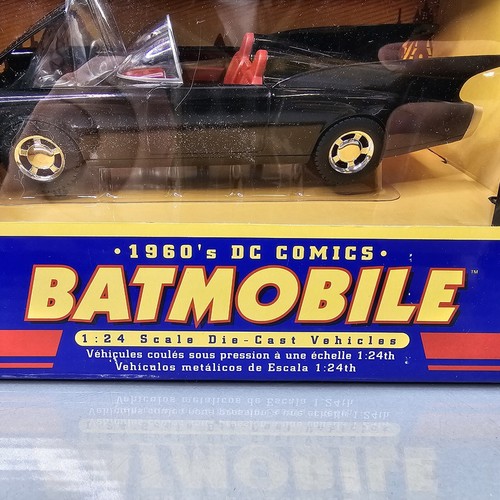 • 1960's DC COMICS •
BATMOBILE™
1:24 Scale Die-Cast Vehicles
Véhicules coulés sous pression à une échelle 1:24th
Vehículos metálicos de Escala 1:24th